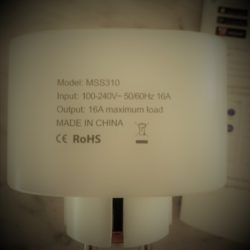 Model: MSS310
Input: 100-240V~ 50/60Hz 16A
Output: 16A maximum load
MADE IN CHINA
CE RoHS